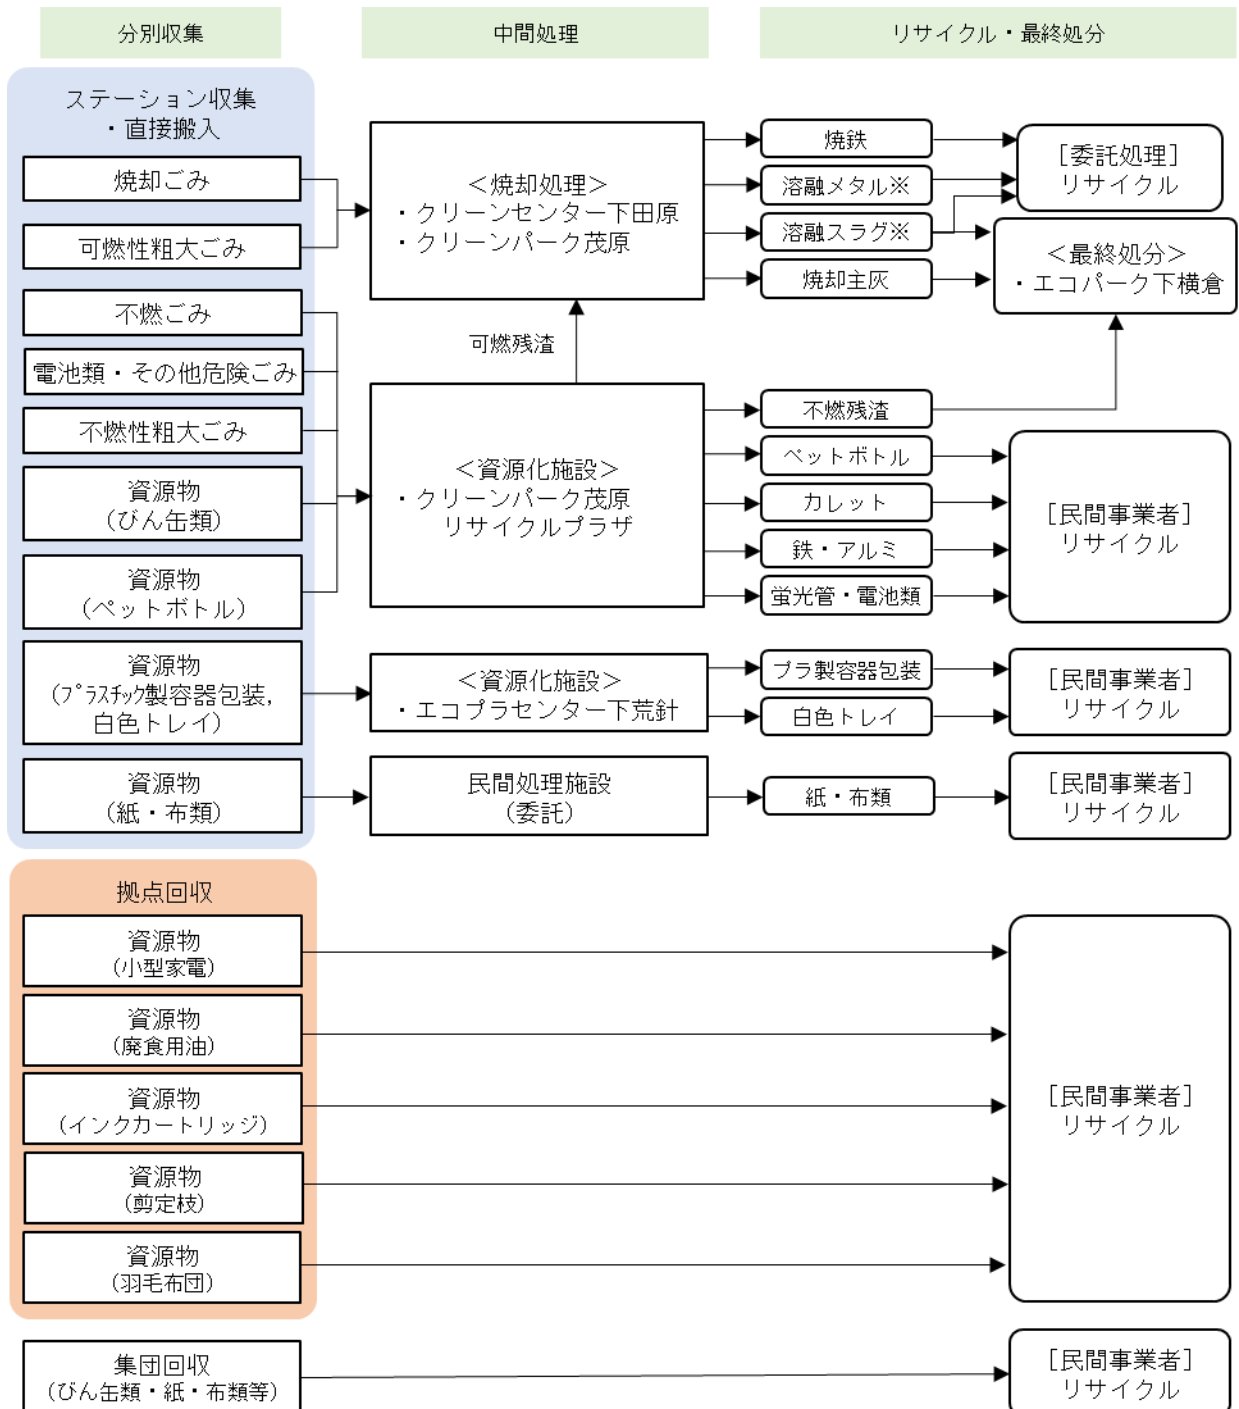 分別収集
中間処理
リサイクル・最終処分
ステーション収集
・直接搬入
焼却ごみ
可燃性粗大ごみ
不燃ごみ
電池類・その他危険ごみ
不燃性粗大ごみ
資源物
(びん缶類)
資源物
(ペットボトル)
資源物
(プラスチック製容器包装,
白色トレイ)
資源物
(紙・布類)
<焼却処理>
・クリーンセンター下田原
・クリーンパーク茂原
可燃残渣
<資源化施設>
・クリーンパーク茂原
リサイクルプラザ
<資源化施設>
・エコプラセンター下荒針
民間処理施設
(委託)
焼鉄
溶融メタル※
溶融スラグ※
焼却主灰
不燃残渣
ペットボトル
カレット
鉄・アルミ
蛍光管・電池類
プラ製容器包装
白色トレイ
紙・布類
[委託処理]
リサイクル
<最終処分>
・エコパーク下横倉
[民間事業者]
リサイクル
[民間事業者]
リサイクル
[民間事業者]
リサイクル
拠点回収
資源物
(小型家電)
資源物
(廃食用油)
資源物
(インクカートリッジ)
資源物
(剪定枝)
資源物
(羽毛布団)
[民間事業者]
リサイクル
集団回収
(びん缶類・紙・布類等)
[民間事業者]
リサイクル